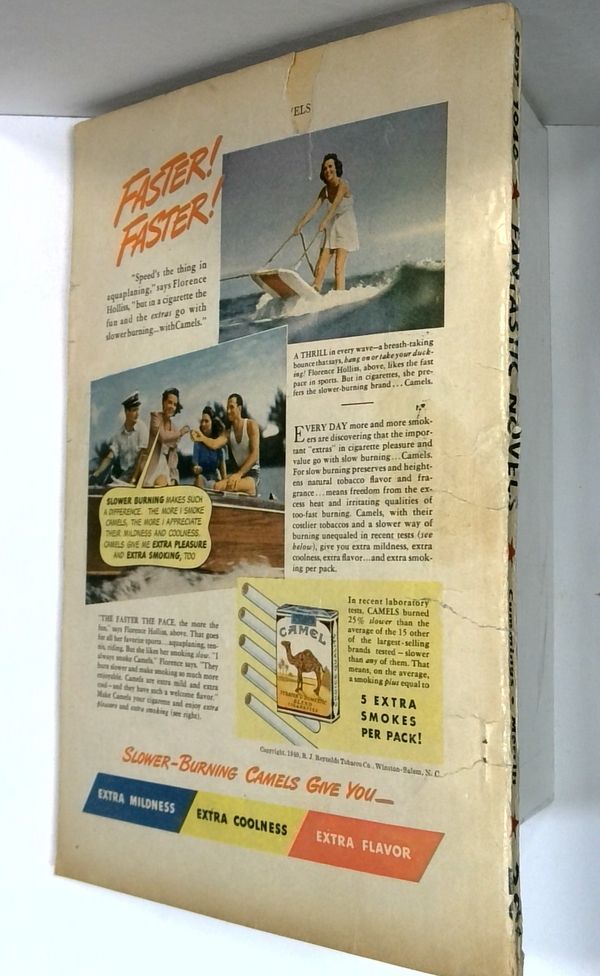 'ELS
FASTER!
FASTER!
"Speed's the thing in
aquaplaning," says Florence
Holliss, "but in a cigarette the
fun and the extras go with
slower burning...with Camels."
A THRILL in every wave—a breath-taking
bounce that says, hang on or take your duck-
ing! Florence Holliss, above, likes the fast
pace in sports. But in cigarettes, she pre-
fers the slower-burning brand... Camels.
EVERY DAY more and more smok-
ers are discovering that the impor-
tant "extras" in cigarette pleasure and
value go with slow burning...Camels.
For slow burning preserves and height-
ens natural tobacco flavor and fra-
grance...means freedom from the ex-
cess heat and irritating qualities of
too-fast burning. Camels, with their
costlier tobaccos and a slower way of
burning unequaled in recent tests (see
below), give you extra mildness, extra
coolness, extra flavor...and extra smok-
ing per pack.
SLOWER BURNING MAKES SUCH
A DIFFERENCE. THE MORE I SMOKE
CAMELS, THE MORE I APPRECIATE
THEIR MILDNESS AND COOLNESS.
CAMELS GIVE ME EXTRA PLEASURE
AND EXTRA SMOKING, TOO
"THE FASTER THE PACE, the more the
fun," says Florence Holliss, above. That goes
for all her favorite sports...aquaplaning, ten-
nis, riding. But she likes her smoking slow. "I
always smoke Camels," Florence says. "They
burn slower and make smoking so much more
enjoyable. Camels are extra mild and extra
cool—and they have such a welcome flavor."
Make Camels your cigarette and enjoy extra
pleasure and extra smoking (see right).
CAMEL
TURKISH & DOMESTIC
BLEND
CIGARETTES
In recent laboratory
tests, CAMELS burned
25% slower than the
average of the 15 other
of the largest-selling
brands tested – slower
than any of them. That
means, on the average,
a smoking plus equal to
5 EXTRA
SMOKES
PER PACK!
Copyright, 1940, R. J. Reynolds Tobacco Co., Winston-Salem, N. C.
SLOWER-BURNING CAMELS GIVE YOU—
EXTRA MILDNESS
EXTRA COOLNESS
EXTRA FLAVOR
SEPT. 1940 ★ FANTASTIC NOVELS ★ Cummings ★ 20¢